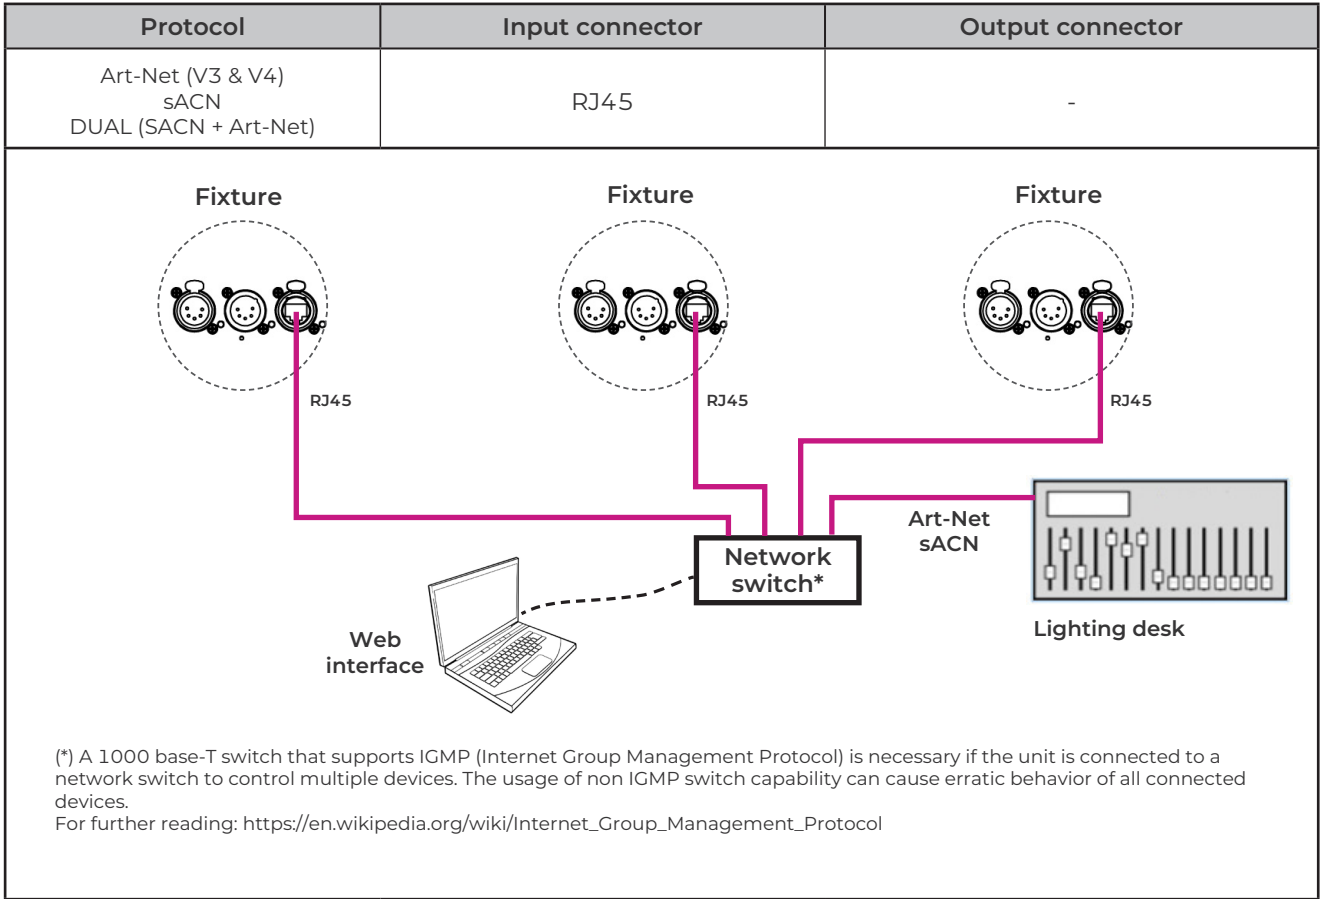 Protocol
Input connector
Output connector
Art-Net (V3 & V4)
sACN
DUAL (SACN + Art-Net)
RJ45
-
Fixture
Fixture
Fixture
RJ45
RJ45
RJ45
Art-Net
sACN
Network
switch*
Lighting desk
Web
interface
(*) A 1000 base-T switch that supports IGMP (Internet Group Management Protocol) is necessary if the unit is connected to a
network switch to control multiple devices. The usage of non IGMP switch capability can cause erratic behavior of all connected
devices.
For further reading: https://en.wikipedia.org/wiki/Internet_Group_Management_Protocol